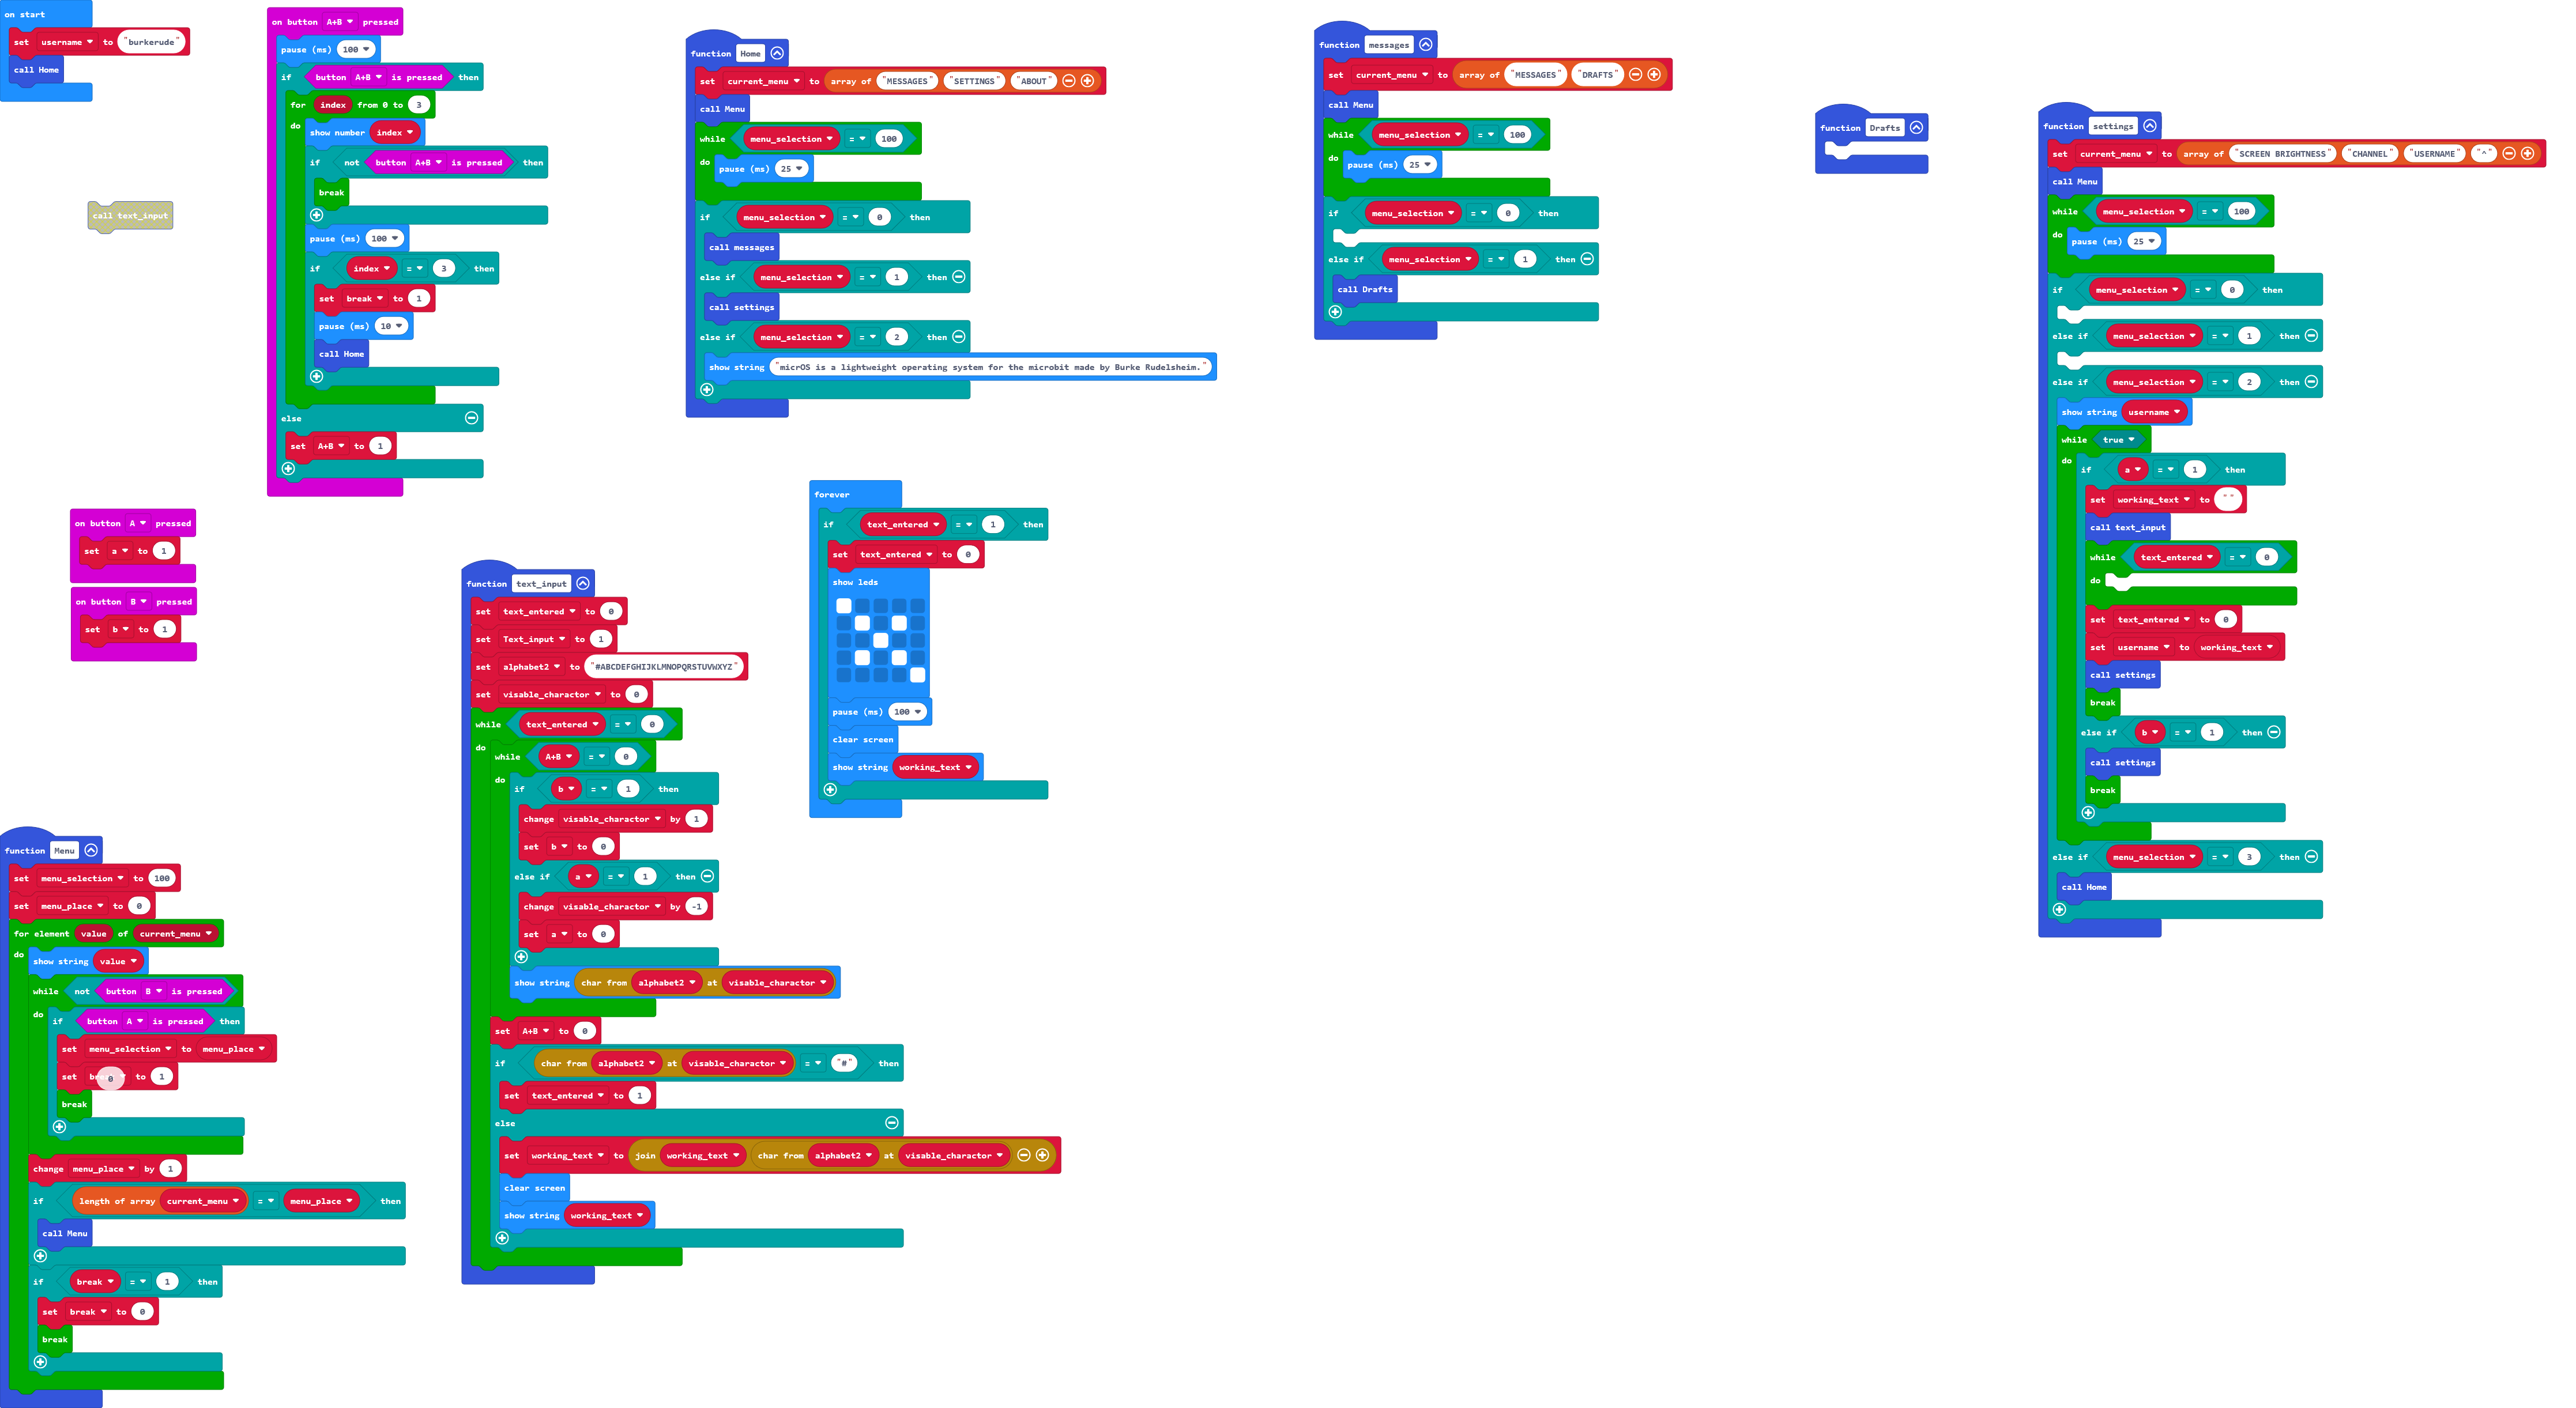 on start
set username to "burkerude"
call Home
call text_input
on button A+B pressed
pause (ms) 100
if button A+B is pressed then
for index from 0 to 3
do
show number index
if not button A+B is pressed then
break
pause (ms) 100
if index = 3 then
set break to 1
pause (ms) 10
call Home
else
set A+B to 1
on button A pressed
set a to 1
on button B pressed
set b to 1
function Home
set current_menu to array of "MESSAGES" "SETTINGS" "ABOUT"
call Menu
while menu_selection = 100
do
pause (ms) 25
if menu_selection = 0 then
call messages
else if menu_selection = 1 then
call settings
else if menu_selection = 2 then
show string "micrOS is a lightweight operating system for the microbit made by Burke Rudelsheim."
function messages
set current_menu to array of "MESSAGES" "DRAFTS"
call Menu
while menu_selection = 100
do
pause (ms) 25
if menu_selection = 0 then
else if menu_selection = 1 then
call Drafts
function Drafts
function settings
set current_menu to array of "SCREEN BRIGHTNESS" "CHANNEL" "USERNAME" "^"
call Menu
while menu_selection = 100
do
pause (ms) 25
if menu_selection = 0 then
else if menu_selection = 1 then
else if menu_selection = 2 then
show string username
while true
do
if a = 1 then
set working_text to ""
call text_input
while text_entered = 0
do
set text_entered to 0
set username to working_text
call settings
break
else if b = 1 then
call settings
break
else if menu_selection = 3 then
call Home
forever
if text_entered = 1 then
set text_entered to 0
show leds
pause (ms) 100
clear screen
show string working_text
function text_input
set text_entered to 0
set Text_input to 1
set alphabet2 to "#ABCDEFGHIJKLMNOPQRSTUVWXYZ"
set visable_charactor to 0
while text_entered = 0
do
while A+B = 0
do
if b = 1 then
change visable_charactor by 1
set b to 0
else if a = 1 then
change visable_charactor by -1
set a to 0
show string char from alphabet2 at visable_charactor
set A+B to 0
if char from alphabet2 at visable_charactor = "#" then
set text_entered to 1
else
set working_text to join working_text char from alphabet2 at visable_charactor
clear screen
show string working_text
function Menu
set menu_selection to 100
set menu_place to 0
for element value of current_menu
do
show string value
while not button B is pressed
do
if button A is pressed then
set menu_selection to menu_place
set 0 to 1
break
change menu_place by 1
if length of array current_menu = menu_place then
call Menu
if break = 1 then
set break to 0
break